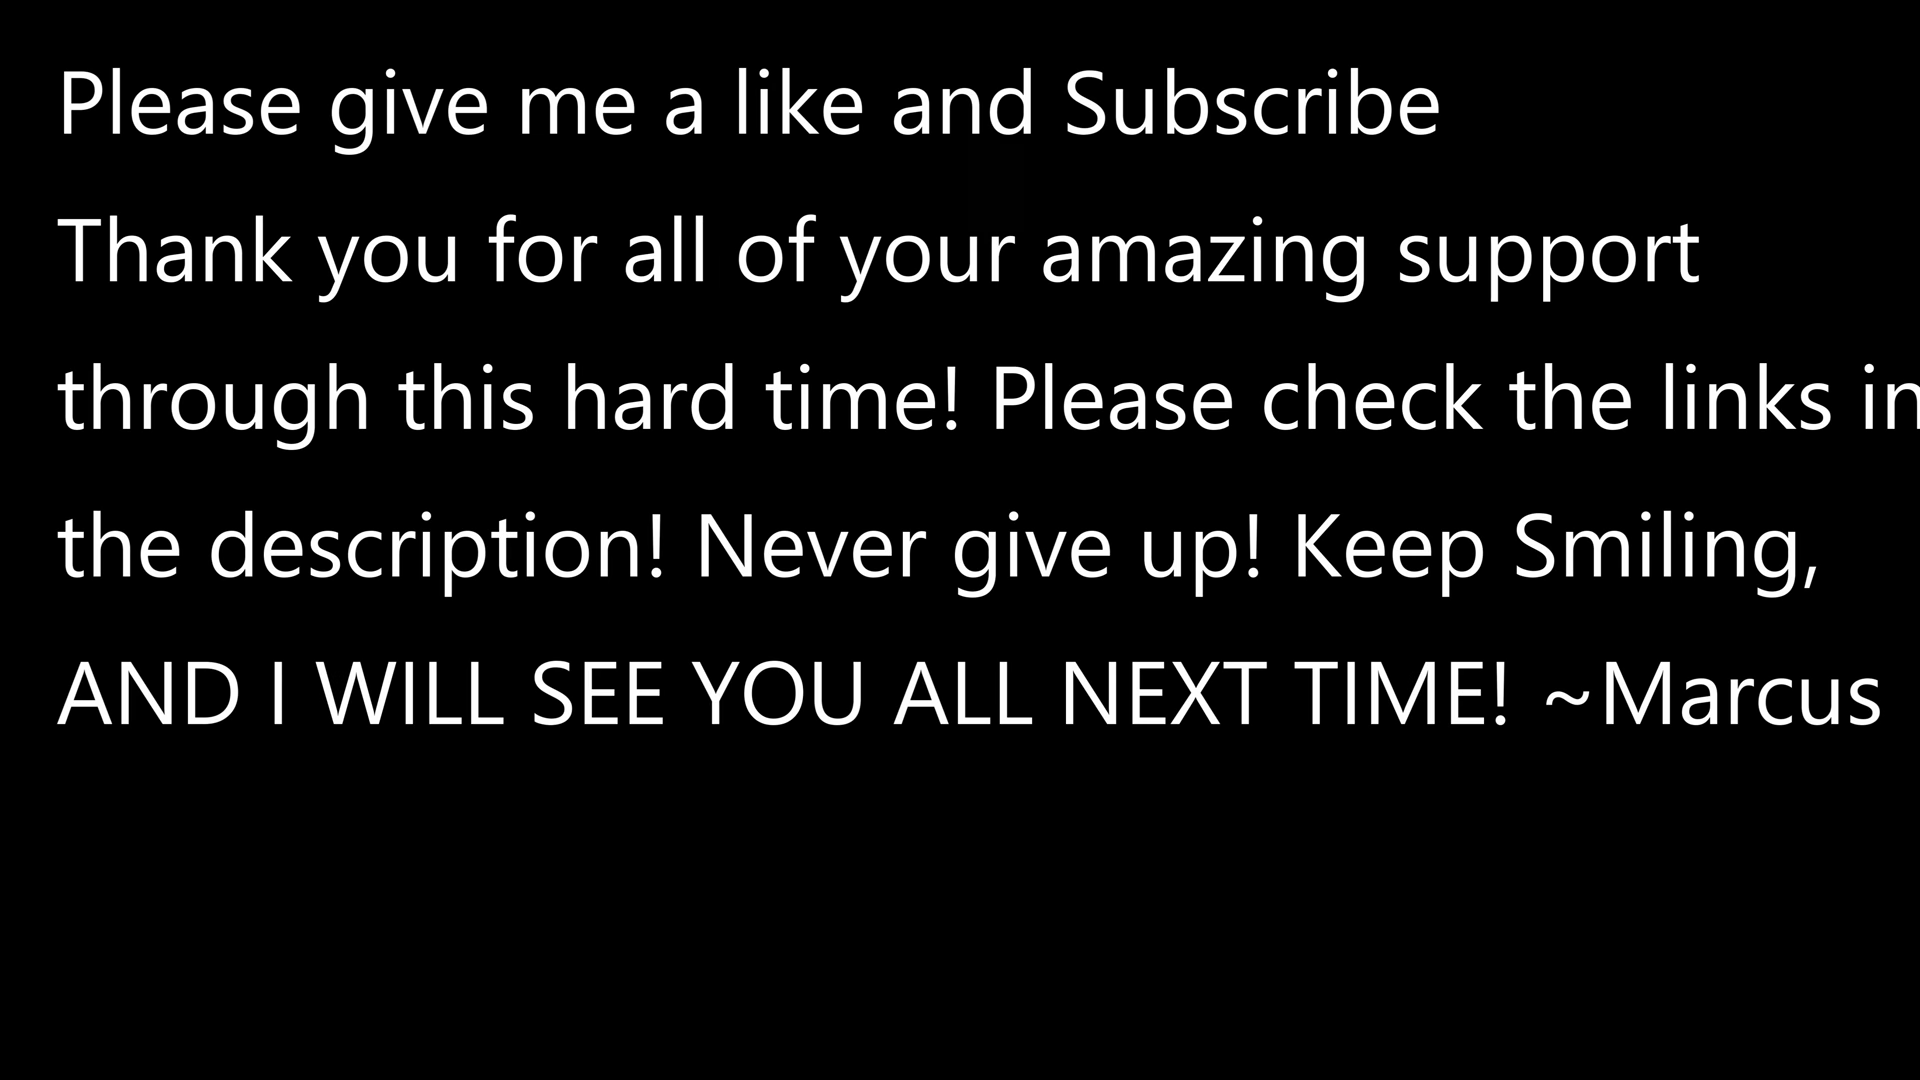 Please give me a like and Subscribe
Thank you for all of your amazing support
through this hard time! Please check the links in
the description! Never give up! Keep Smiling,
AND I WILL SEE YOU ALL NEXT TIME! ~Marcus